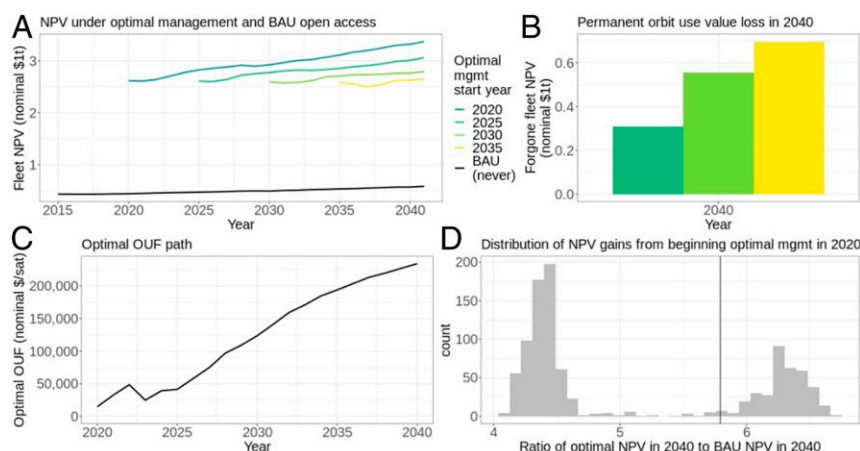 A
NPV under optimal management and BAU open access
Fleet NPV (nominal $1t)
3
2
1
2015
2020
2025
2030
2035
2040
Year
Optimal
mgmt
start year
2020
2025
2030
2035
BAU
(never)
B
Permanent orbit use value loss in 2040
Forgone fleet NPV
(nominal $1t)
0.6
0.4
0.2
0.0
2040
Year
C
Optimal OUF path
Optimal OUF (nominal $/sat)
200,000
150,000
100,000
50,000
0
2020
2025
2030
2035
2040
Year
D
Distribution of NPV gains from beginning optimal mgmt in 2020
count
200
150
100
50
0
4
5
6
Ratio of optimal NPV in 2040 to BAU NPV in 2040